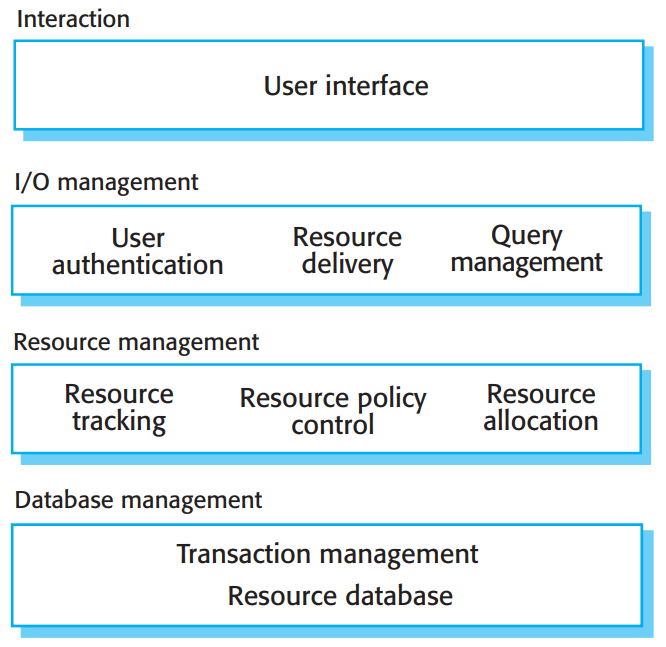 Interaction
User interface
I/O management
User
authentication
Resource
delivery
Query
management
Resource management
Resource
tracking
Resource policy
control
Resource
allocation
Database management
Transaction management
Resource database